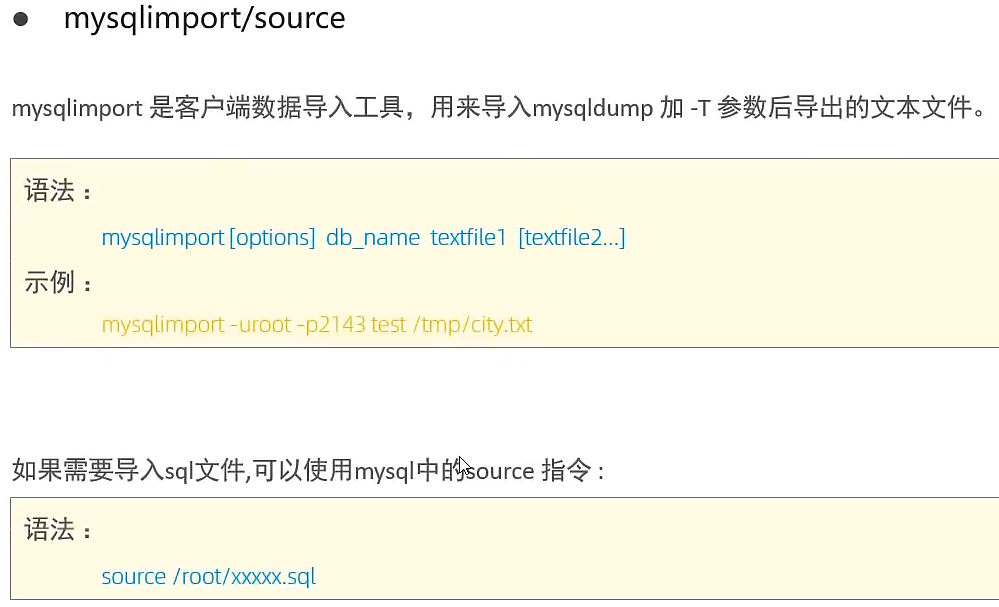 ● mysqlimport/source
mysqlimport 是客户端数据导入工具，用来导入mysqldump 加 -T 参数后导出的文本文件。
语法：
mysqlimport [options] db_name textfile1 [textfile2...]
示例：
mysqlimport -uroot -p2143 test /tmp/city.txt
如果需要导入sql文件,可以使用mysql中的source 指令 :
语法：
source /root/xxxxx.sql